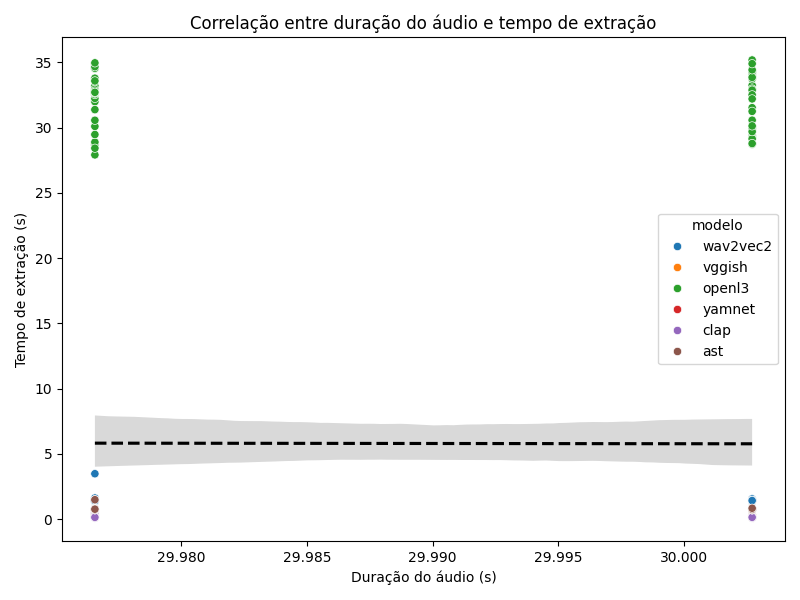 Correlação entre duração do áudio e tempo de extração
Tempo de extração (s)
35
30
25
20
15
10
5
0
modelo
wav2vec2
vggish
openl3
yamnet
clap
ast
29.980 29.985 29.990 29.995 30.000
Duração do áudio (s)